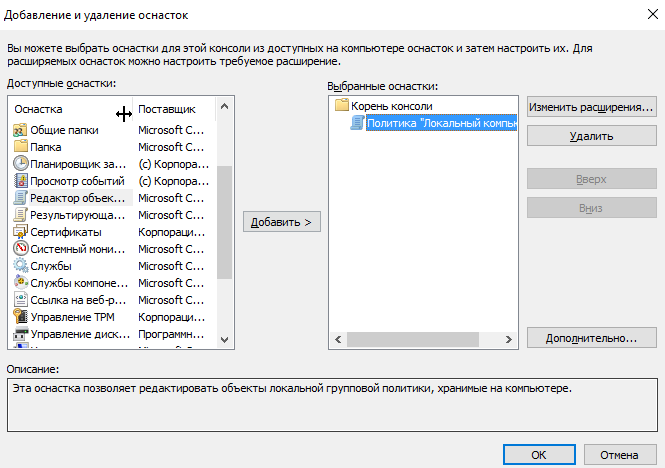 Добавление и удаление оснасток
Вы можете выбрать оснастки для этой консоли из доступных на компьютере оснасток и затем настроить их. Для
расширяемых оснасток можно настроить требуемое расширение.
Доступные оснастки:
Оснастка Поставщик
Общие папки Microsoft C...
Папка Microsoft C...
Планировщик за... (c) Корпора...
Просмотр событий (c) Корпора...
Редактор объек... Microsoft C...
Результирующа... Microsoft C...
Сертификаты Корпораци...
Системный мони... Microsoft C...
Службы Microsoft C...
Службы компоне... Microsoft C...
Ссылка на веб-р... Microsoft C...
Управление TPM Корпораци...
Управление диск... Программн...
Добавить >
Выбранные оснастки:
Корень консоли
Политика "Локальный компьк
Изменить расширения...
Удалить
Вверх
Вниз
Дополнительно...
Описание:
Эта оснастка позволяет редактировать объекты локальной групповой политики, хранимые на компьютере.
ОК
Отмена